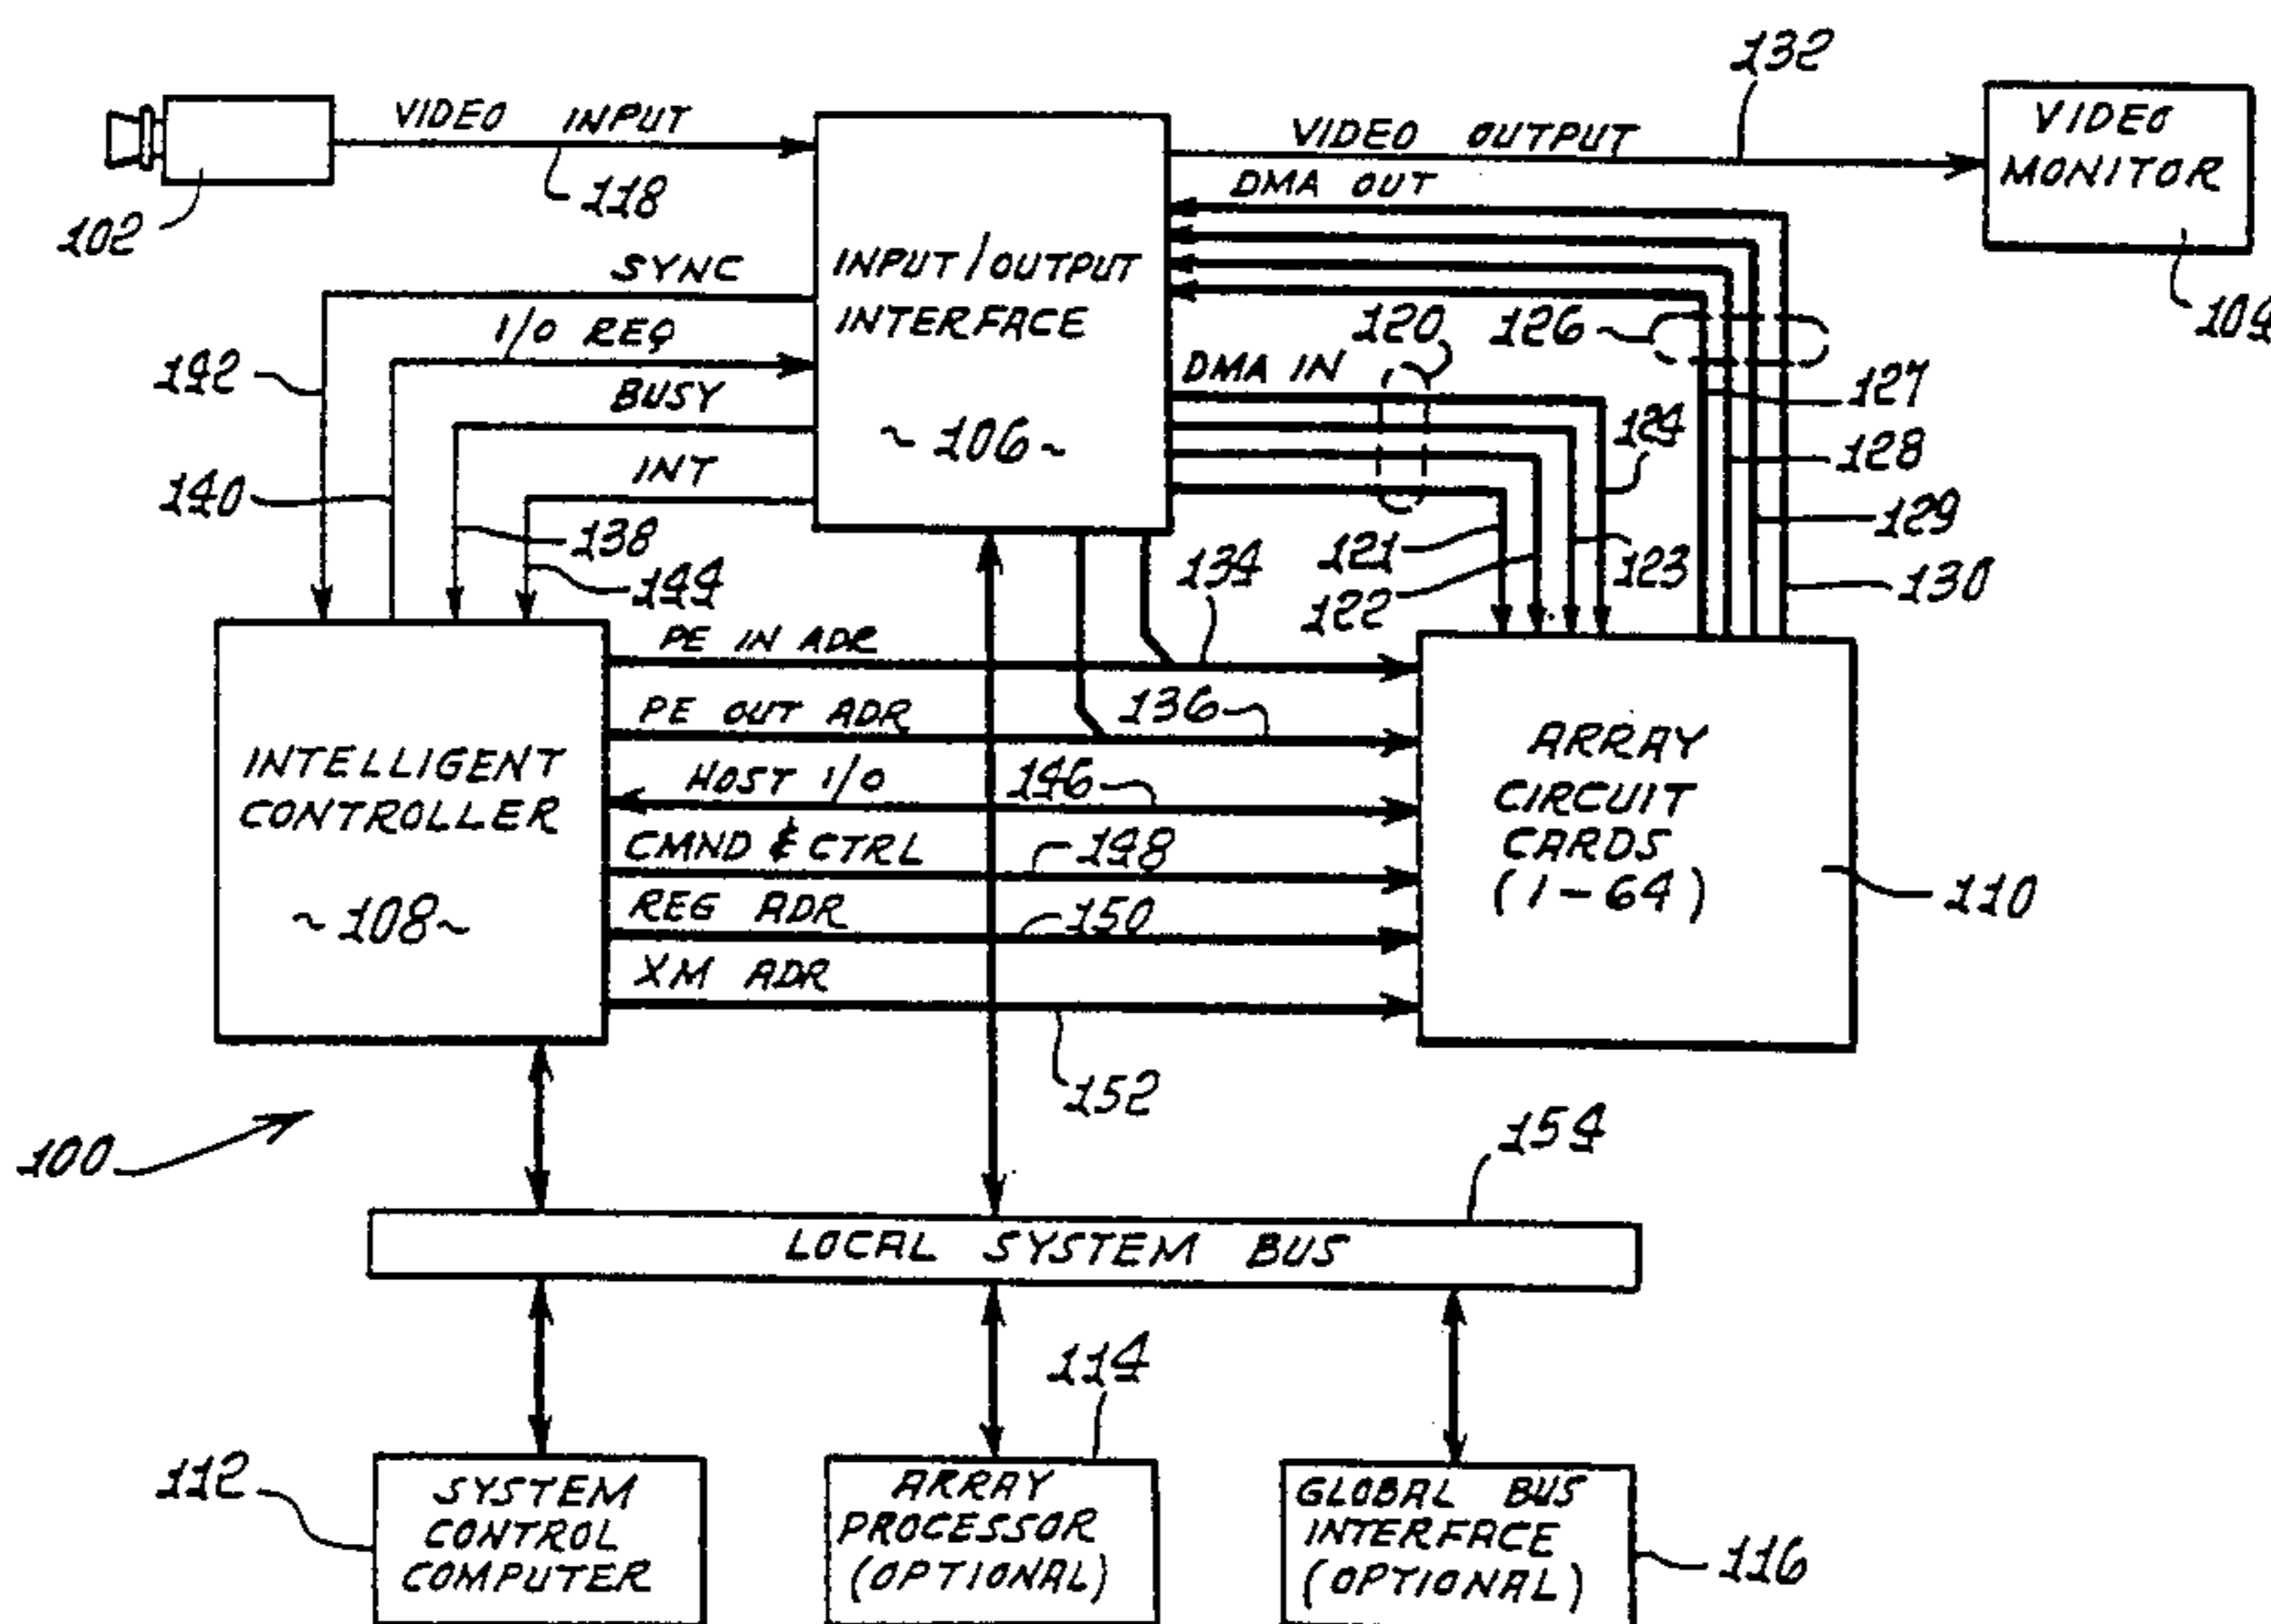 132
VIDEO INPUT
VIDEO OUTPUT
VIDEO
MONITOR
118
102
DMA OUT
104
SYNC
INPUT/OUTPUT
INTERFACE
~106~
I/O REQ
142
BUSY
INT
140
138
144
120
126
DMA IN
127
124
128
129
121
123
122
130
134
PE IN ADR
PE OUT ADR
136
HOST I/O
146
CMND & CTRL
148
REG ADR
150
XM ADR
152
INTELLIGENT
CONTROLLER
~108~
ARRAY
CIRCUIT
CARDS
(1-64)
110
100
154
LOCAL SYSTEM BUS
114
112
SYSTEM
CONTROL
COMPUTER
ARRAY
PROCESSOR
(OPTIONAL)
GLOBAL BUS
INTERFACE
(OPTIONAL)
116